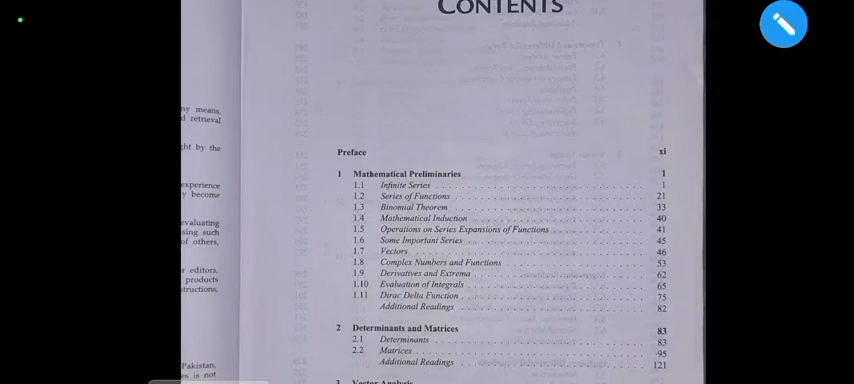 CONTENTS
ny means,
d retrieval
ght by the
experience
y become
evaluating
sing such
of others,
r editors,
products
structions,
Pakistan,
es is not
Preface xi
1 Mathematical Preliminaries 1
1.1 Infinite Series 1
1.2 Series of Functions 21
1.3 Binomial Theorem 33
1.4 Mathematical Induction 40
1.5 Operations on Series Expansions of Functions 41
1.6 Some Important Series 45
1.7 Vectors 46
1.8 Complex Numbers and Functions 53
1.9 Derivatives and Extrema 62
1.10 Evaluation of Integrals 65
1.11 Dirac Delta Function 75
Additional Readings 82
2 Determinants and Matrices 83
2.1 Determinants 83
2.2 Matrices 95
Additional Readings 121
3 Vector Analysis